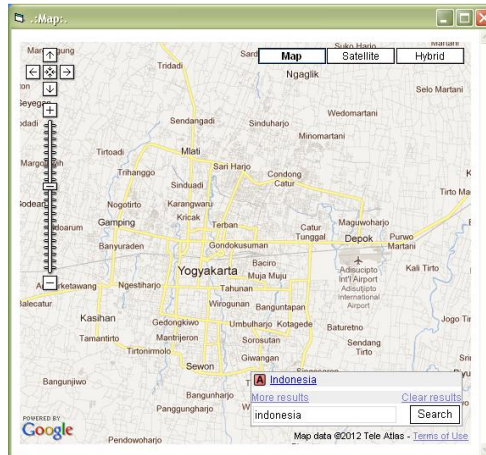 .:Map:.
Map
Satellite
Hybrid
Ngaglik
Tridadi
Selo Martani
Wedomartani
Sendangadi
Sinduharjo
Minomartani
Tirtoadi
Mlati
Sari Harjo
Trihanggo
Condong
Catur
Sinduadi
Nogotirto
Karangwaru
Kricak
Gamping
Terban
Catur
Tunggal
Maguwoharjo
Banyuraden
Gondokusuman
Depok
Purwo
Martani
Baciro
Yogyakarta
Muja Muju
Adisucipto
Int'l Airport
Adisutjipto
International
Airport
Kali Tirto
Ngestiharjo
Tahunan
Wirogunan
Banguntapan
Kasihan
Gedongkiwo
Umbulharjo
Kotagede
Baturetno
Tamantirto
Mantrijeron
Sorosutan
Sendang
Tirto
Tirtonirmolo
Giwangan
Sewon
Bangunjiwo
Bangunharjo
Panggungharjo
Wirokerten
Pendowoharjo
A Indonesia
More results
Clear results
indonesia
Search
POWERED BY
Google
Map data ©2012 Tele Atlas - Terms of Use